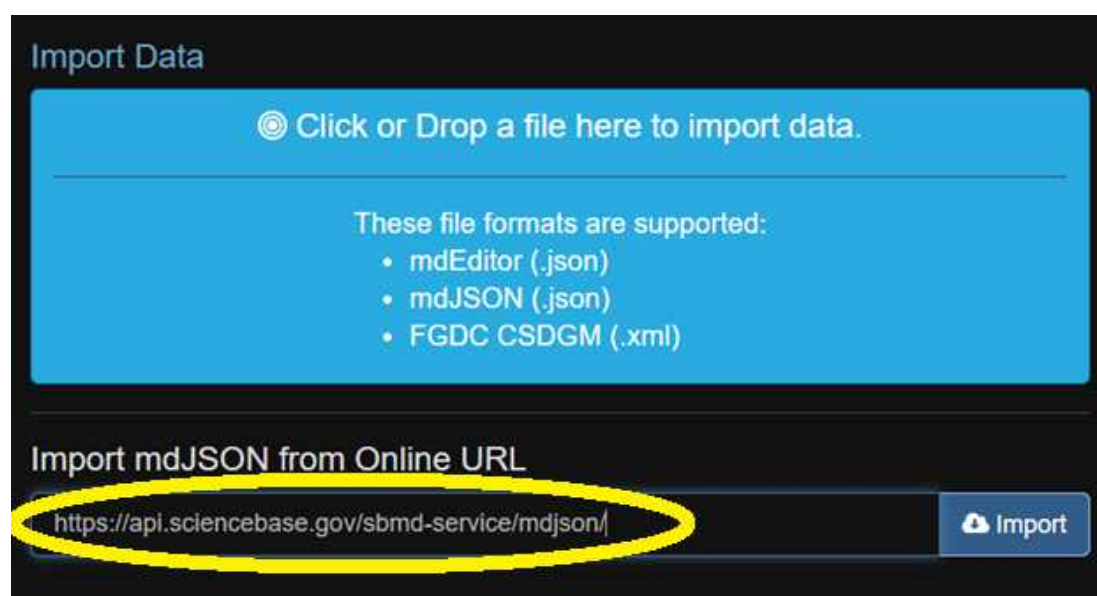 Import Data
Click or Drop a file here to import data.
These file formats are supported:
• mdEditor (.json)
• mdJSON (.json)
• FGDC CSDGM (.xml)
Import mdJSON from Online URL
https://api.sciencebase.gov/sbmd-service/mdjson/
Import